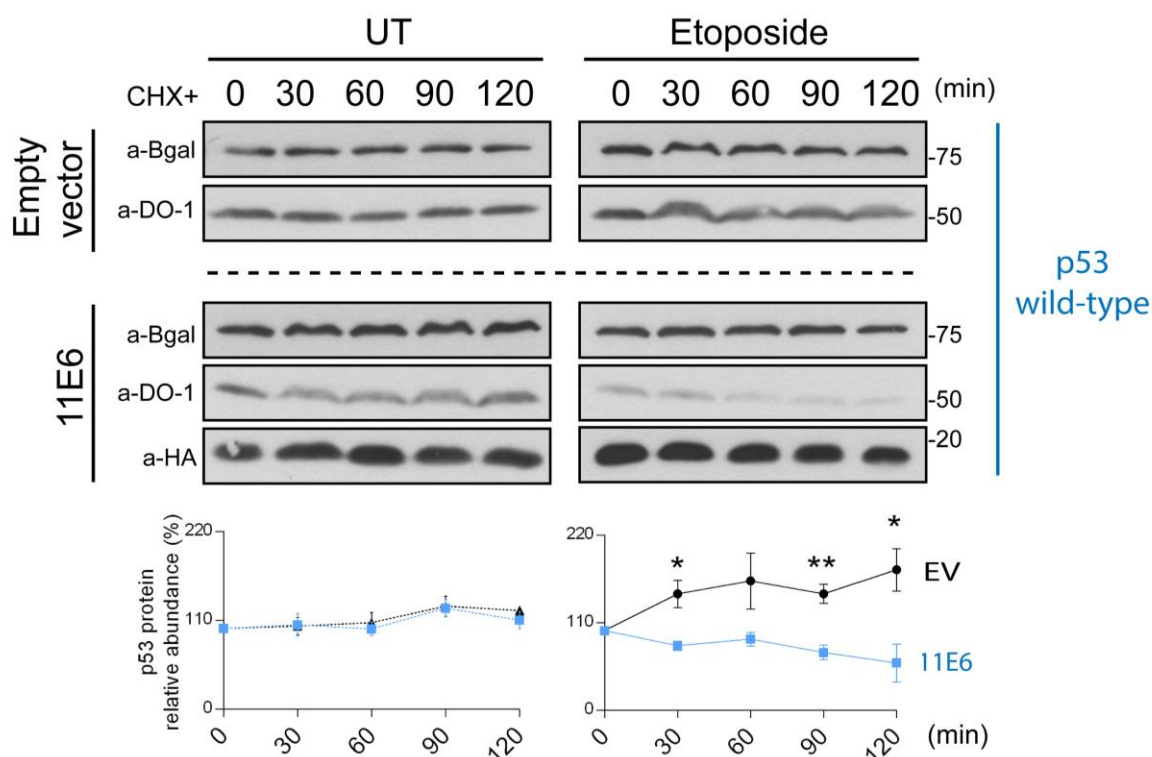 UT Etoposide
CHX+ 0 30 60 90 120 0 30 60 90 120 (min)
Empty
vector
a-Bgal -75
a-DO-1 -50
p53
wild-type
11E6
a-Bgal -75
a-DO-1 -50
a-HA -20
p53 protein
relative abundance (%)
220
110
0
0 30 60 90 120
220
110
0
0 30 60 90 120 (min)
* ** *
EV
11E6